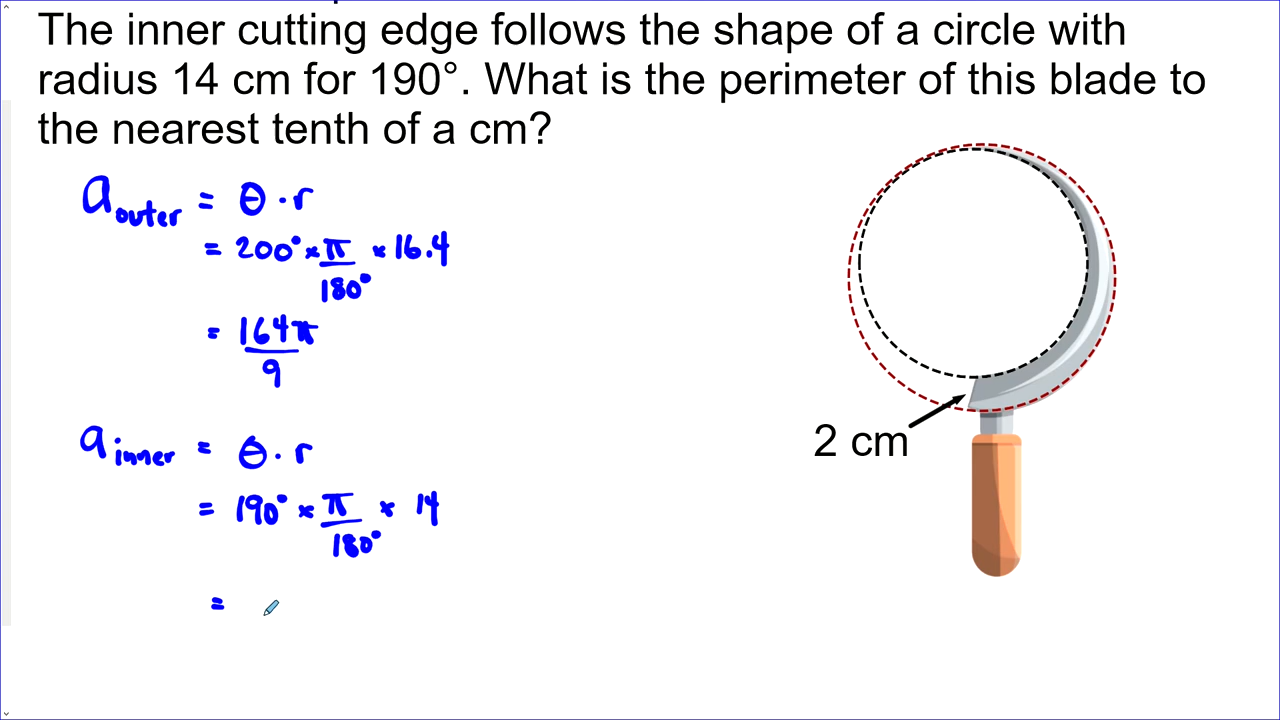 The inner cutting edge follows the shape of a circle with
radius 14 cm for 190°. What is the perimeter of this blade to
the nearest tenth of a cm?
a outer = θ · r
= 200° × π/180° × 16.4
= 164π/9
a inner = θ · r
= 190° × π/180° × 14
=
2 cm